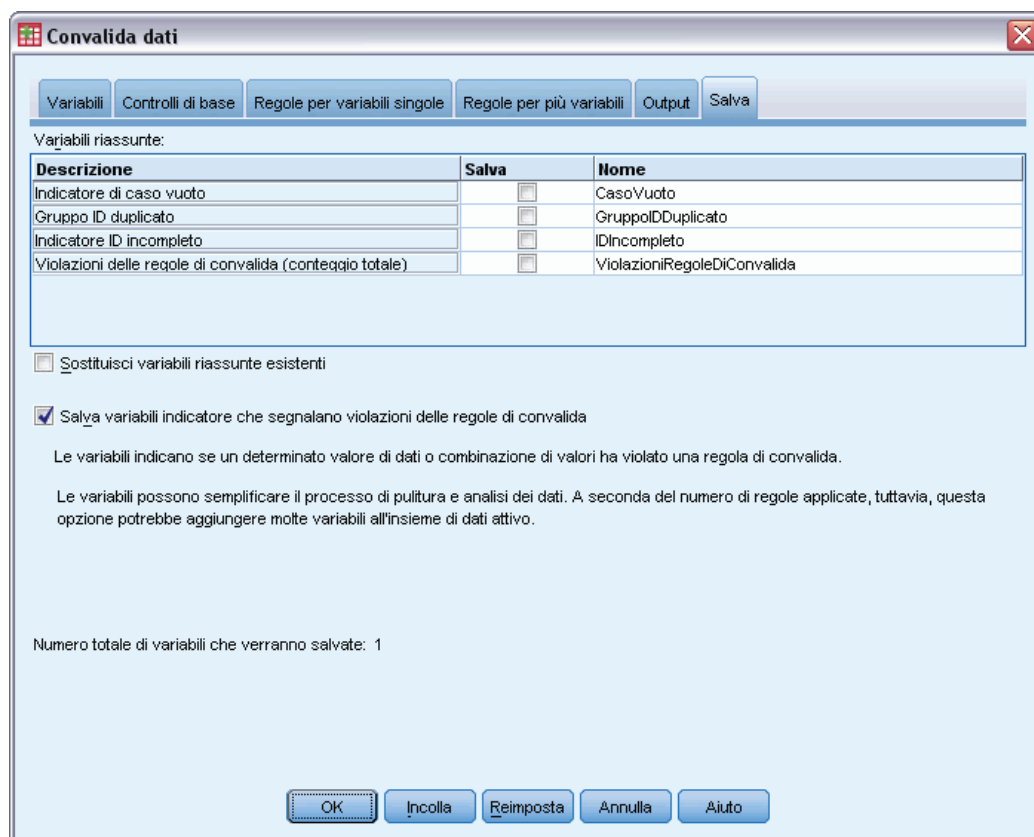 Convalida dati
Variabili Controlli di base Regole per variabili singole Regole per più variabili Output Salva
Variabili riassunte:
Descrizione Salva Nome
Indicatore di caso vuoto CasoVuoto
Gruppo ID duplicato GruppoIDDuplicato
Indicatore ID incompleto IDIncompleto
Violazioni delle regole di convalida (conteggio totale) ViolazioniRegoleDiConvalida
Sostituisci variabili riassunte esistenti
Salva variabili indicatore che segnalano violazioni delle regole di convalida
Le variabili indicano se un determinato valore di dati o combinazione di valori ha violato una regola di convalida.
Le variabili possono semplificare il processo di pulitura e analisi dei dati. A seconda del numero di regole applicate, tuttavia, questa
opzione potrebbe aggiungere molte variabili all'insieme di dati attivo.
Numero totale di variabili che verranno salvate: 1
OK Incolla Reimposta Annulla Aiuto